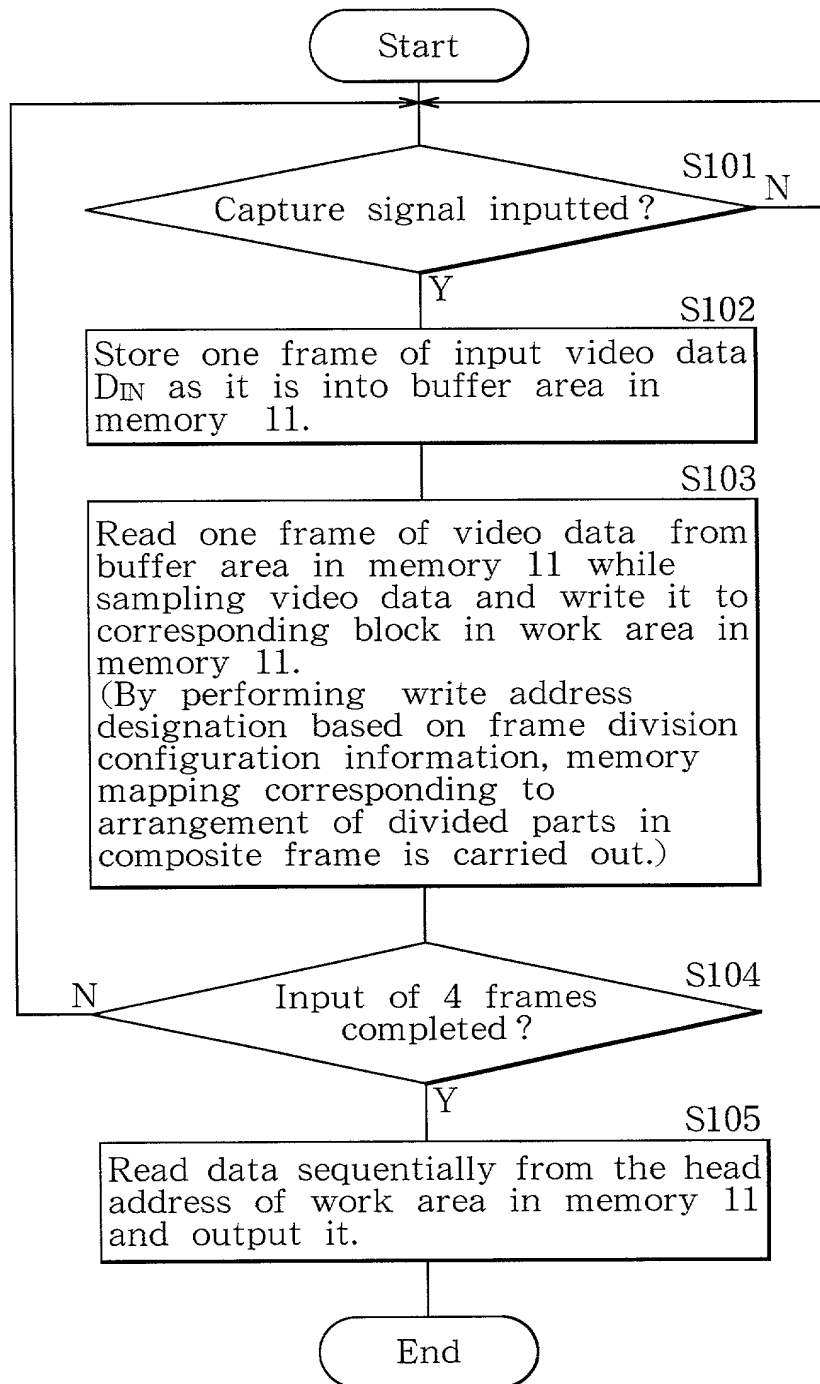 Start
S101
Capture signal inputted?
N
Y
S102
Store one frame of input video data
DIN as it is into buffer area in
memory 11.
S103
Read one frame of video data from
buffer area in memory 11 while
sampling video data and write it to
corresponding block in work area in
memory 11.
(By performing write address
designation based on frame division
configuration information, memory
mapping corresponding to
arrangement of divided parts in
composite frame is carried out.)
S104
N
Input of 4 frames
completed?
Y
S105
Read data sequentially from the head
address of work area in memory 11
and output it.
End